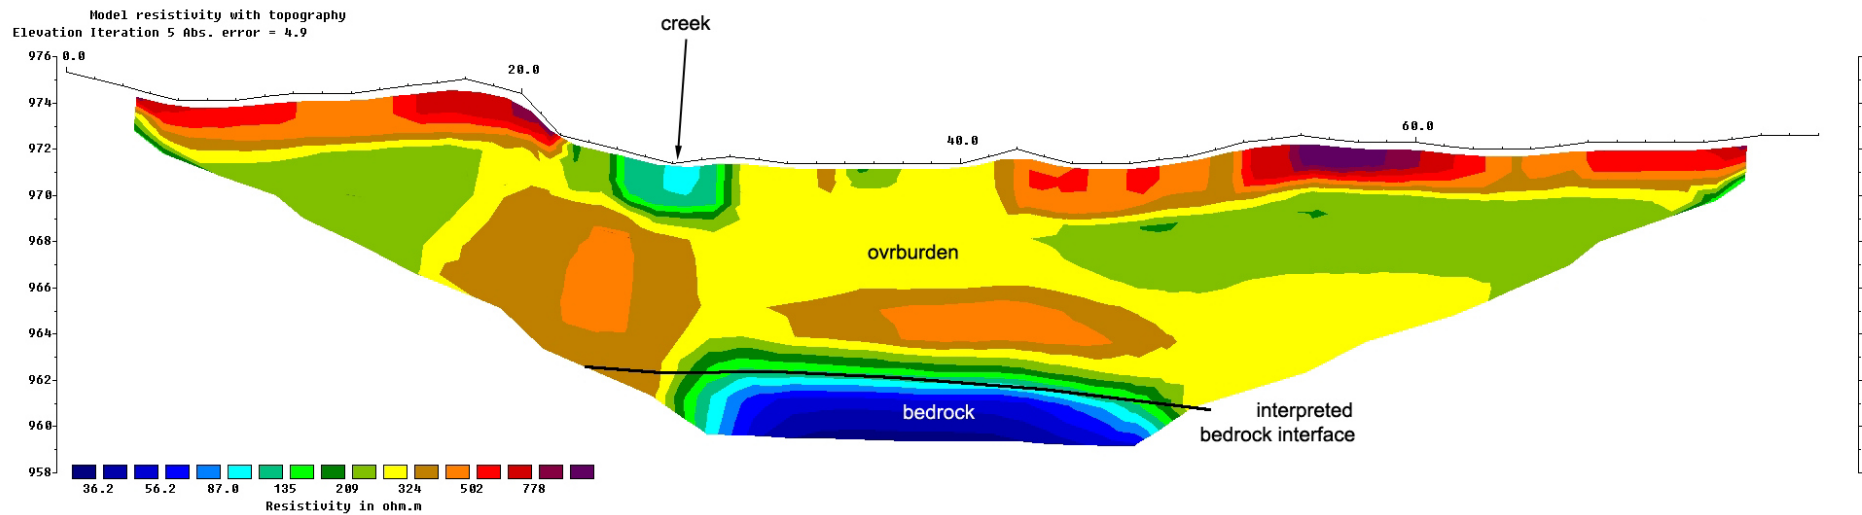 Model resistivity with topography
Elevation Iteration 5 Abs. error = 4.9
creek
976 0.0
20.0
974
972
40.0
60.0
970
968
ovrburden
966
964
962
bedrock
interpreted
bedrock interface
960
958
36.2 56.2 87.0 135 209 324 502 778
Resistivity in ohm.m